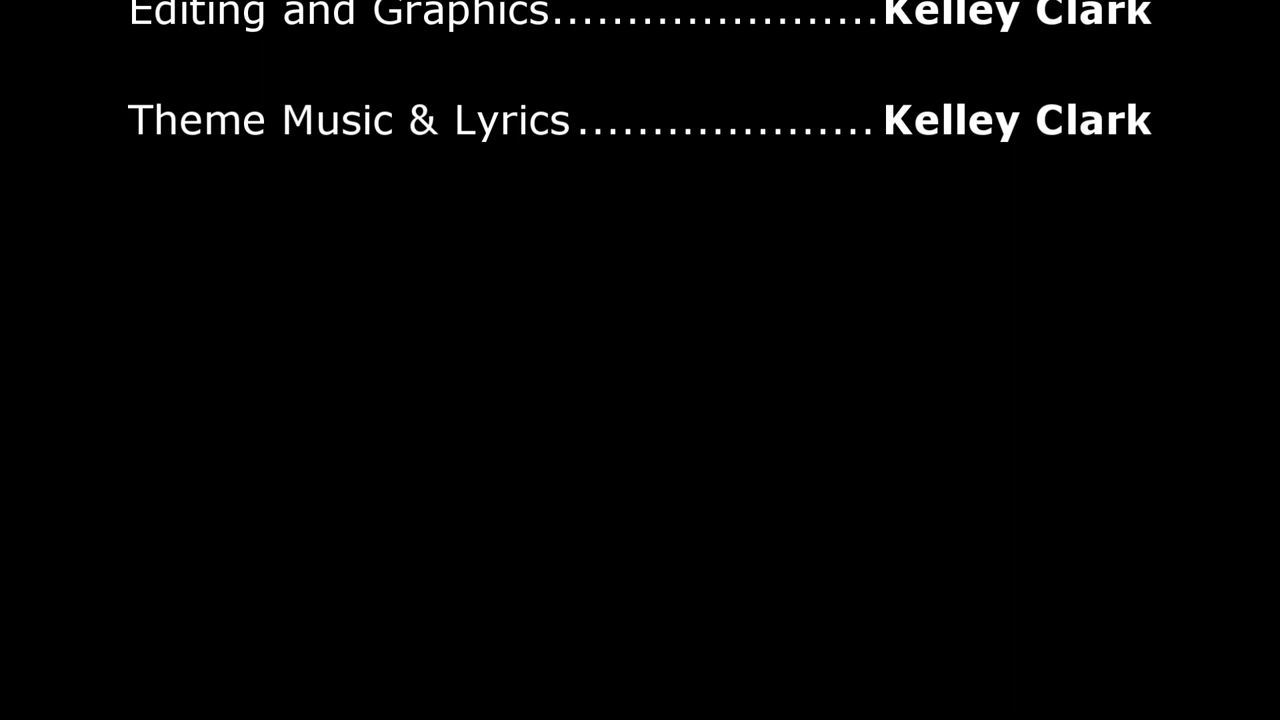 Editing and Graphics......................Kelley Clark
Theme Music & Lyrics....................Kelley Clark